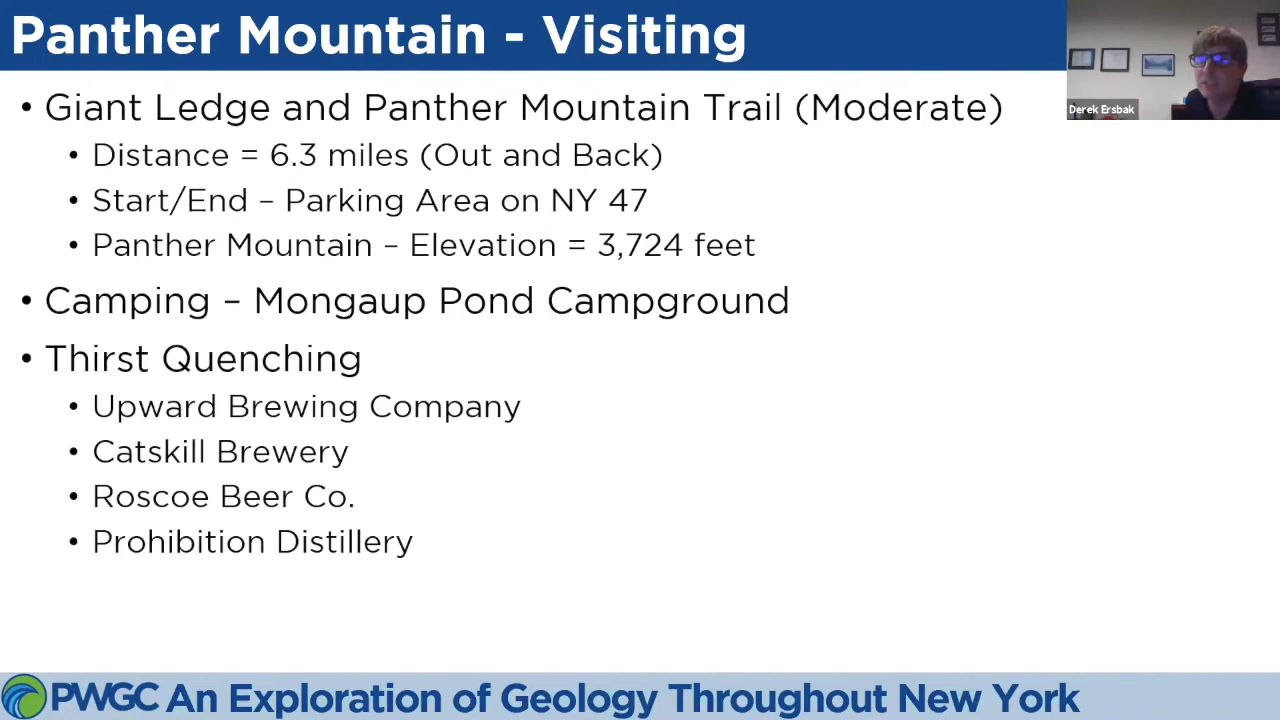 Panther Mountain - Visiting
Derek Ersbak
• Giant Ledge and Panther Mountain Trail (Moderate)
• Distance = 6.3 miles (Out and Back)
• Start/End – Parking Area on NY 47
• Panther Mountain – Elevation = 3,724 feet
• Camping – Mongaup Pond Campground
• Thirst Quenching
• Upward Brewing Company
• Catskill Brewery
• Roscoe Beer Co.
• Prohibition Distillery
PWGC An Exploration of Geology Throughout New York